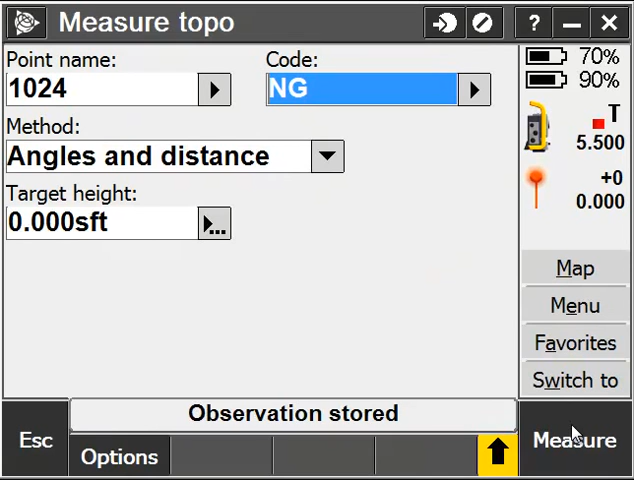 Measure topo
?
Point name:
1024
Code:
NG
Method:
Angles and distance
Target height:
0.000sft
70%
90%
T
5.500
+0
0.000
Map
Menu
Favorites
Switch to
Observation stored
Esc
Options
Measure